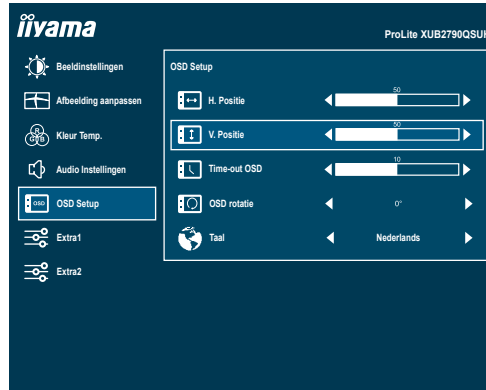 iiyama
ProLite XUB2790QSUH
Beeldinstellingen
Afbeelding aanpassen
Kleur Temp.
Audio Instellingen
OSD Setup
Extra1
Extra2
OSD Setup
H. Positie
50
V. Positie
50
Time-out OSD
10
OSD rotatie
0°
Taal
Nederlands
R
G B
OSD